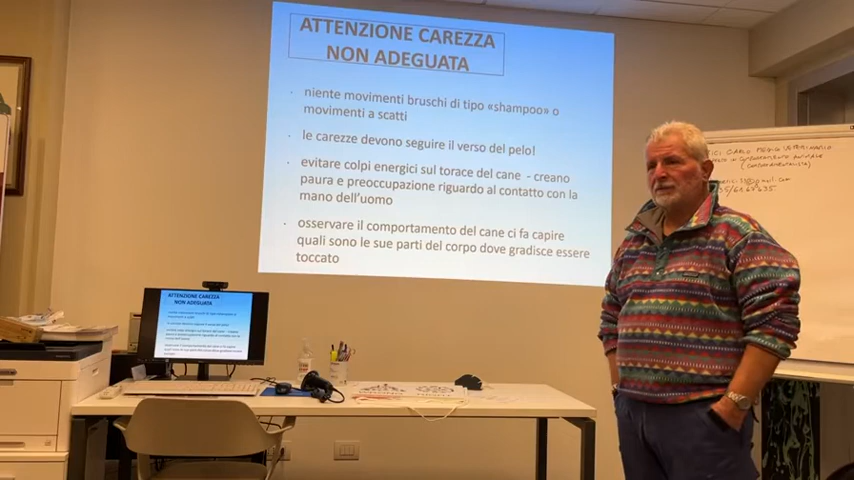 ATTENZIONE CAREZZA
NON ADEGUATA
niente movimenti bruschi di tipo «shampoo» o
movimenti a scatti
le carezze devono seguire il verso del pelo!
evitare colpi energici sul torace del cane - creano
paura e preoccupazione riguardo al contatto con la
mano dell'uomo
osservare il comportamento del cane ci fa capire
quali sono le sue parti del corpo dove gradisce essere
toccato
ATTENZIONE CAREZZA
NON ADEGUATA
VETERINARIO
@gmail.com